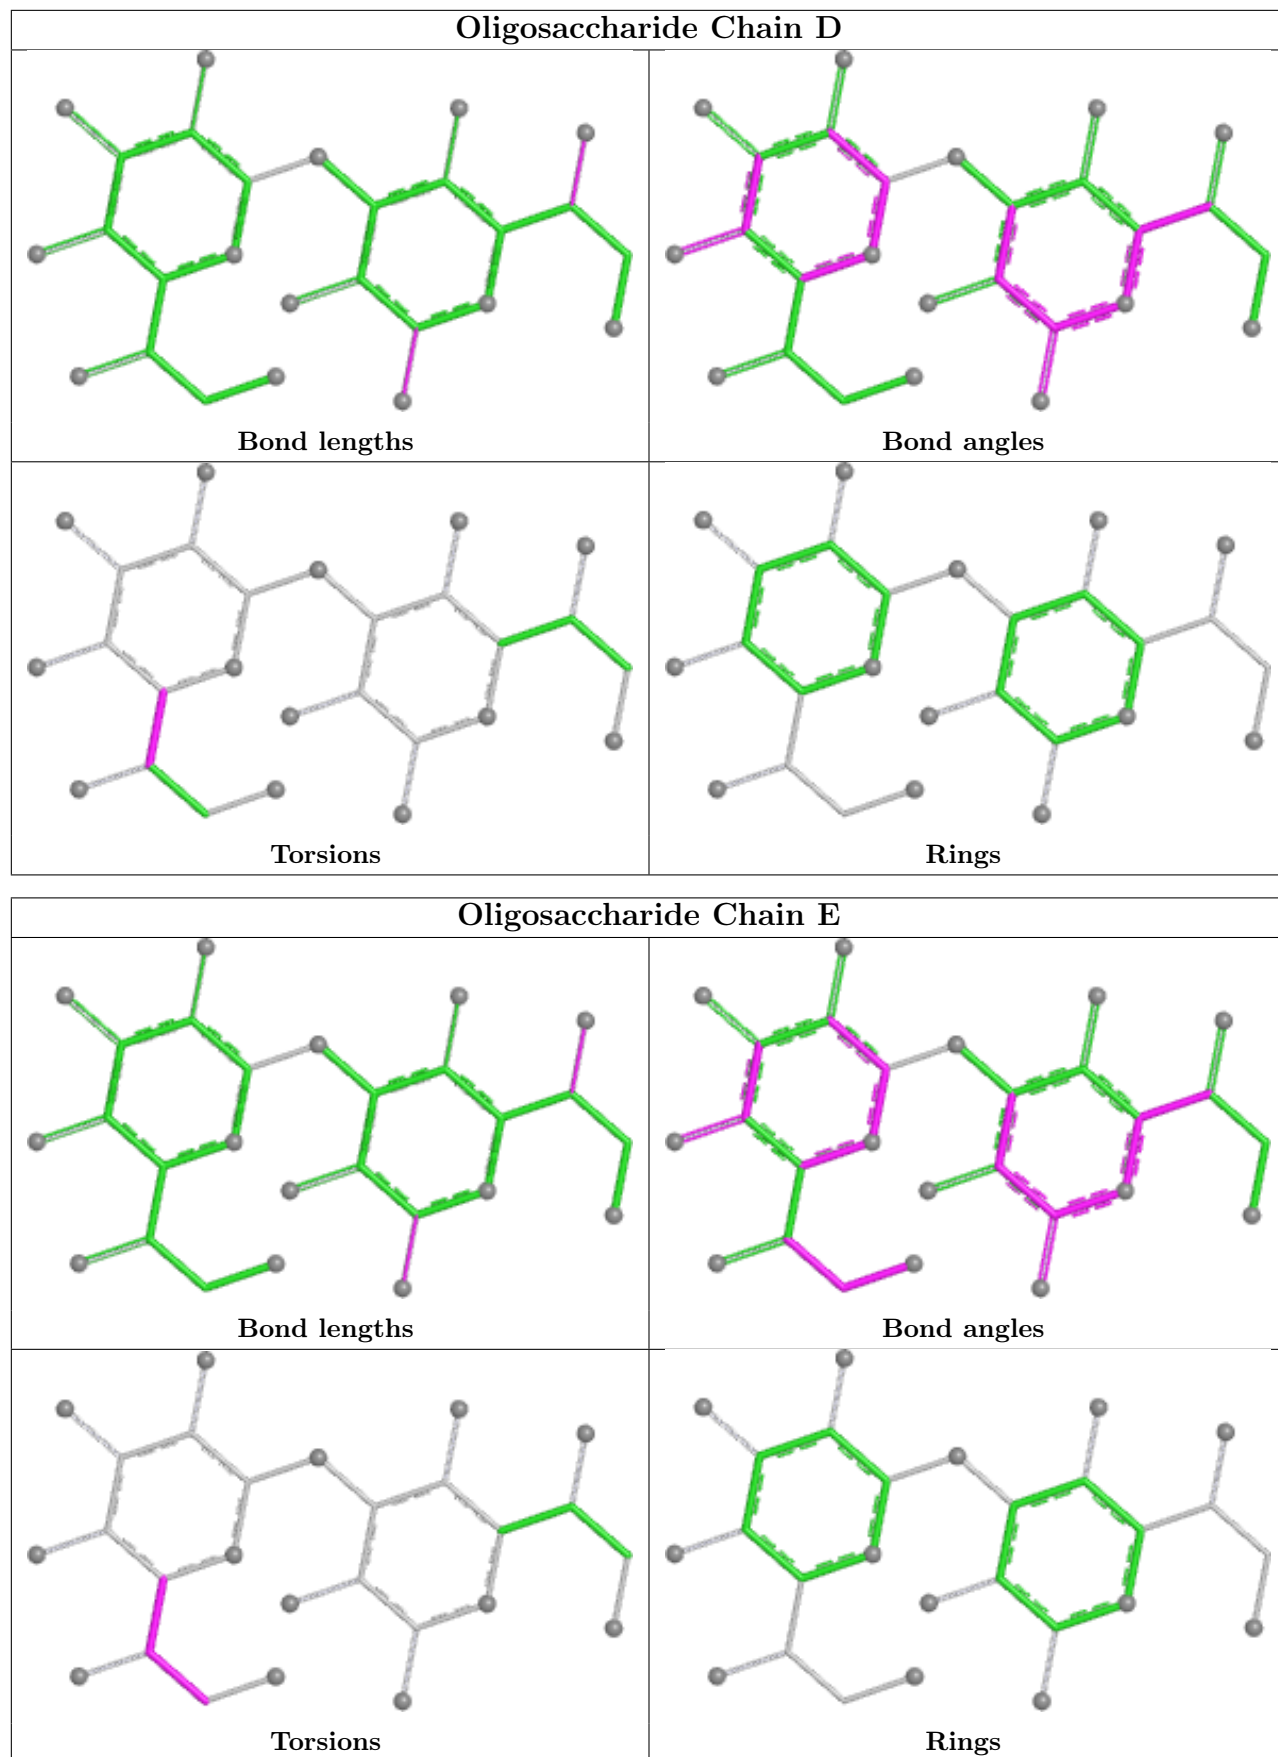 Oligosaccharide Chain D
Bond lengths
Bond angles
Torsions
Rings
Oligosaccharide Chain E
Bond lengths
Bond angles
Torsions
Rings